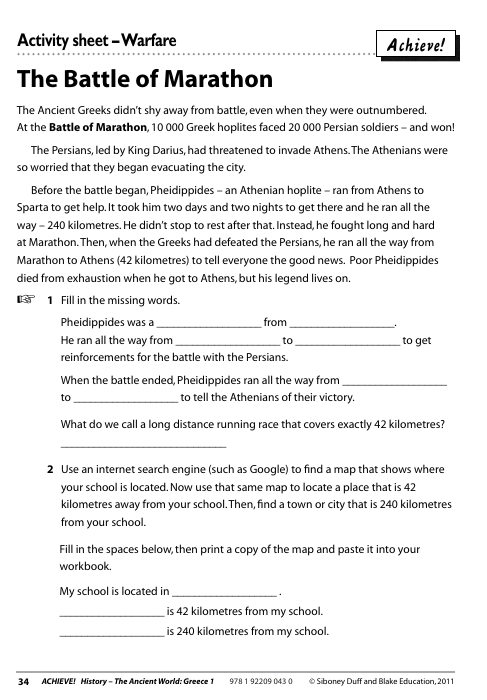 Activity sheet – Warfare
Achieve!
The Battle of Marathon
The Ancient Greeks didn't shy away from battle, even when they were outnumbered.
At the Battle of Marathon, 10 000 Greek hoplites faced 20 000 Persian soldiers – and won!
The Persians, led by King Darius, had threatened to invade Athens. The Athenians were
so worried that they began evacuating the city.
Before the battle began, Pheidippides – an Athenian hoplite – ran from Athens to
Sparta to get help. It took him two days and two nights to get there and he ran all the
way – 240 kilometres. He didn't stop to rest after that. Instead, he fought long and hard
at Marathon. Then, when the Greeks had defeated the Persians, he ran all the way from
Marathon to Athens (42 kilometres) to tell everyone the good news. Poor Pheidippides
died from exhaustion when he got to Athens, but his legend lives on.
1 Fill in the missing words.
Pheidippides was a ____________________ from ____________________.
He ran all the way from ____________________ to ____________________ to get
reinforcements for the battle with the Persians.
When the battle ended, Pheidippides ran all the way from ____________________
to ____________________ to tell the Athenians of their victory.
What do we call a long distance running race that covers exactly 42 kilometres?
________________________________
2 Use an internet search engine (such as Google) to find a map that shows where
your school is located. Now use that same map to locate a place that is 42
kilometres away from your school. Then, find a town or city that is 240 kilometres
from your school.
Fill in the spaces below, then print a copy of the map and paste it into your
workbook.
My school is located in ____________________ .
____________________ is 42 kilometres from my school.
____________________ is 240 kilometres from my school.
34 ACHIEVE! History – The Ancient World: Greece 1 978 1 92209 043 0 © Siboney Duff and Blake Education, 2011